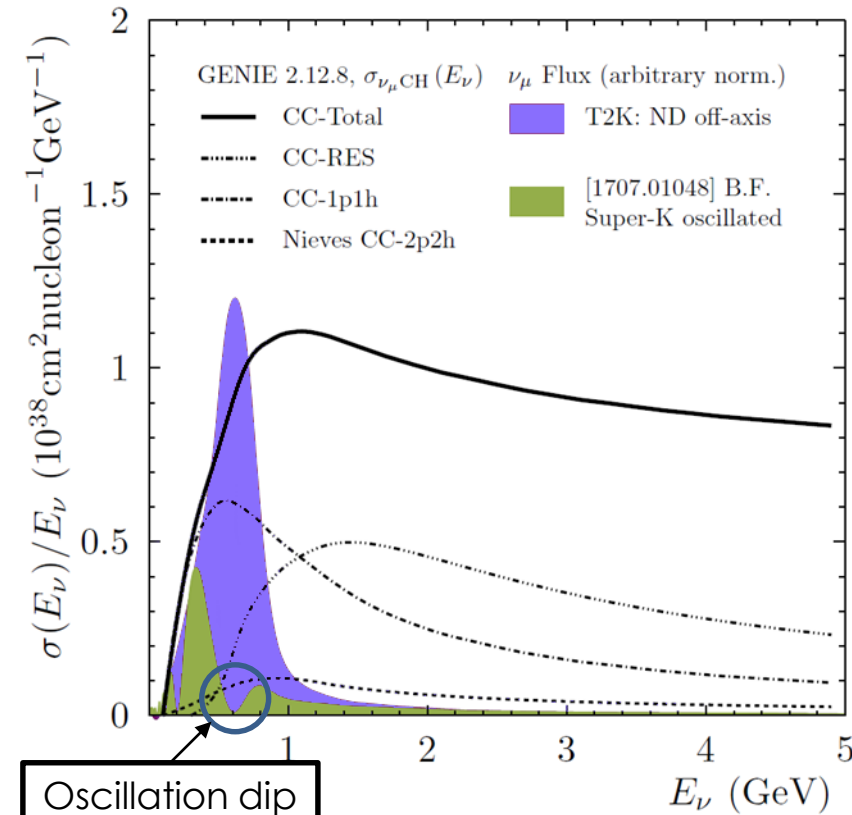 2
1.5
1
0.5
0
1
2
3
4
5
σ(E_ν)/E_ν (10^38 cm^2 nucleon^−1 GeV^−1)
E_ν (GeV)
GENIE 2.12.8, σ_{ν_μ CH} (E_ν)
CC-Total
CC-RES
CC-1p1h
Nieves CC-2p2h
ν_μ Flux (arbitrary norm.)
T2K: ND off-axis
[1707.01048] B.F.
Super-K oscillated
Oscillation dip